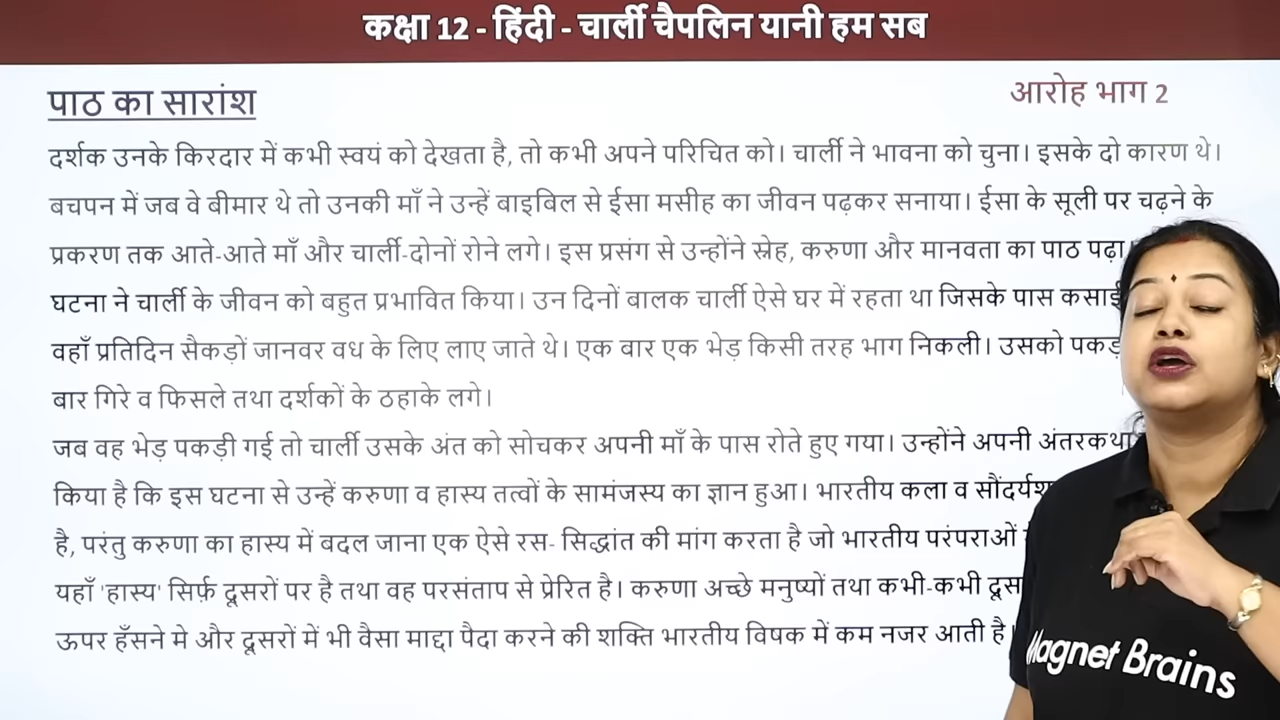 कक्षा 12 - हिंदी - चार्ली चैपलिन यानी हम सब
पाठ का सारांश
आरोह भाग 2
दर्शक उनके किरदार में कभी स्वयं को देखता है, तो कभी अपने परिचित को। चार्ली ने भावना को चुना। इसके दो कारण थे।
बचपन में जब वे बीमार थे तो उनकी माँ ने उन्हें बाइबिल से ईसा मसीह का जीवन पढ़कर सनाया। ईसा के सूली पर चढ़ने के
प्रकरण तक आते-आते माँ और चार्ली-दोनों रोने लगे। इस प्रसंग से उन्होंने स्नेह, करुणा और मानवता का पाठ पढ़ा
घटना ने चार्ली के जीवन को बहुत प्रभावित किया। उन दिनों बालक चार्ली ऐसे घर में रहता था जिसके पास कसाई
वहाँ प्रतिदिन सैकड़ों जानवर वध के लिए लाए जाते थे। एक बार एक भेड़ किसी तरह भाग निकली। उसको पकड़
बार गिरे व फिसले तथा दर्शकों के ठहाके लगे।
जब वह भेड़ पकड़ी गई तो चार्ली उसके अंत को सोचकर अपनी माँ के पास रोते हुए गया। उन्होंने अपनी अंतरकथा
किया है कि इस घटना से उन्हें करुणा व हास्य तत्वों के सामंजस्य का ज्ञान हुआ। भारतीय कला व
है, परंतु करुणा का हास्य में बदल जाना एक ऐसे रस- सिद्धांत की मांग करता है जो भारतीय परंपराओं
यहाँ 'हास्य' सिर्फ़ दूसरों पर है तथा वह परसंताप से प्रेरित है। करुणा अच्छे मनुष्यों तथा कभी-कभी
ऊपर हँसने मे और दूसरों में भी वैसा माद्दा पैदा करने की शक्ति भारतीय विषक में कम नजर आती है।
Magnet Brains